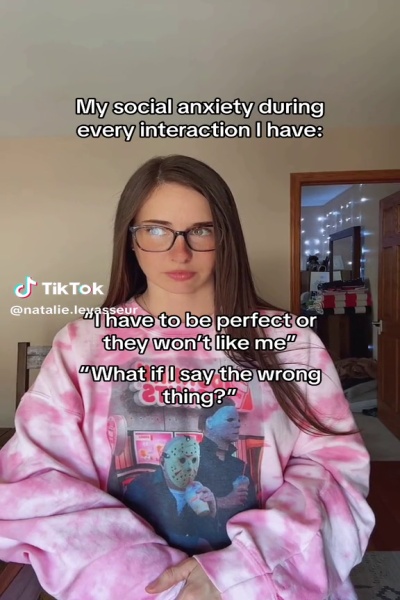 My social anxiety during
every interaction I have:
TikTok
@natalie.levasseur
"I have to be perfect or
they won't like me"
"What if I say the wrong
thing?"